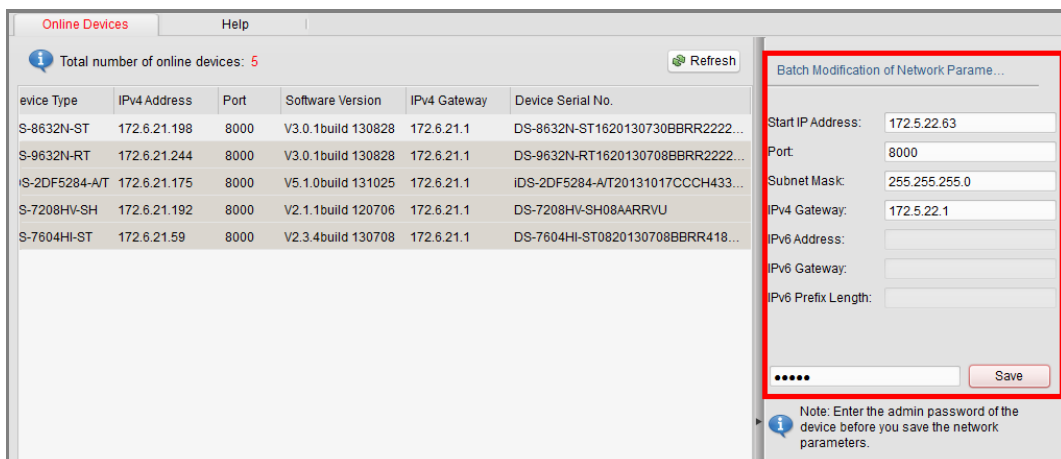 Online Devices Help
Total number of online devices: 5 Refresh
evice Type IPv4 Address Port Software Version IPv4 Gateway Device Serial No.
S-8632N-ST 172.6.21.198 8000 V3.0.1build 130828 172.6.21.1 DS-8632N-ST1620130730BBRR2222...
S-9632N-RT 172.6.21.244 8000 V3.0.1build 130828 172.6.21.1 DS-9632N-RT1620130708BBRR2222...
S-2DF5284-A/T 172.6.21.175 8000 V5.1.0build 131025 172.6.21.1 iDS-2DF5284-A/T20131017CCCH433...
S-7208HV-SH 172.6.21.192 8000 V2.1.1build 120706 172.6.21.1 DS-7208HV-SH08AARRVU
S-7604HI-ST 172.6.21.59 8000 V2.3.4build 130708 172.6.21.1 DS-7604HI-ST0820130708BBRR418...
Batch Modification of Network Parame...
Start IP Address: 172.5.22.63
Port: 8000
Subnet Mask: 255.255.255.0
IPv4 Gateway: 172.5.22.1
IPv6 Address:
IPv6 Gateway:
IPv6 Prefix Length:
●●●●● Save
Note: Enter the admin password of the
device before you save the network
parameters.